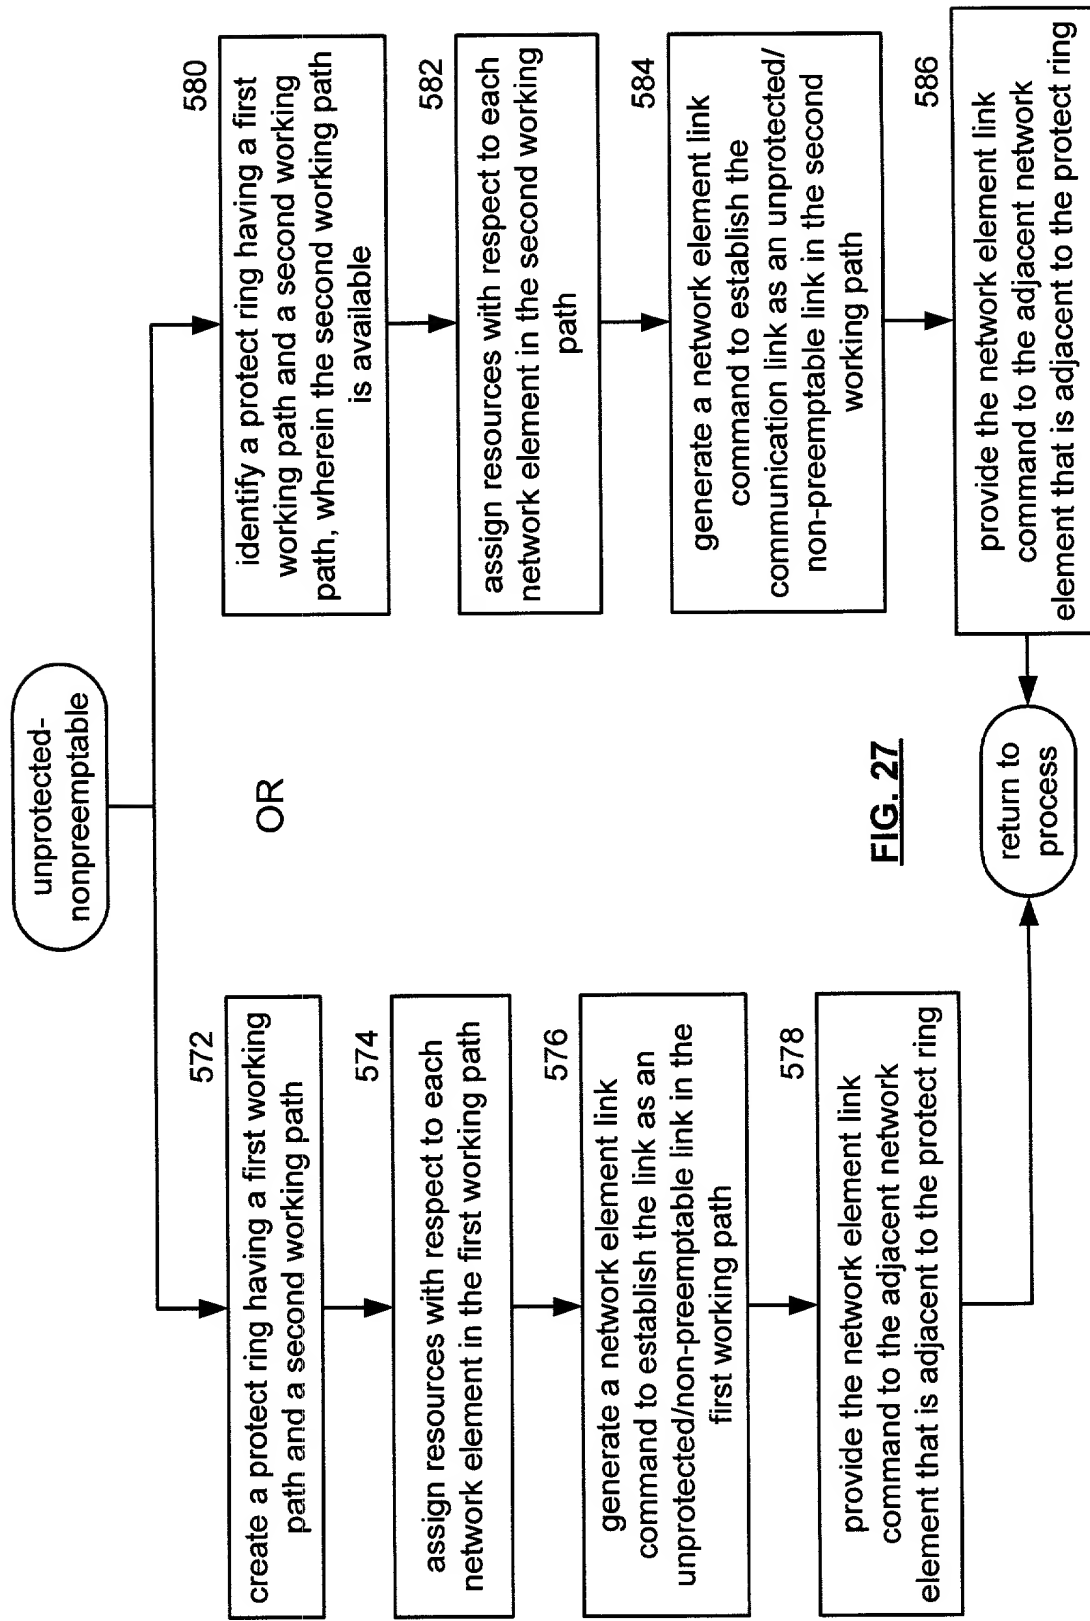 unprotected-
nonpreemptable
OR
572
create a protect ring having a first working
path and a second working path
574
assign resources with respect to each
network element in the first working path
576
generate a network element link
command to establish the link as an
unprotected/non-preemptable link in the
first working path
578
provide the network element link
command to the adjacent network
element that is adjacent to the protect ring
580
identify a protect ring having a first
working path and a second working
path, wherein the second working path
is available
582
assign resources with respect to each
network element in the second working
path
584
generate a network element link
command to establish the
communication link as an unprotected/
non-preemptable link in the second
working path
586
provide the network element link
command to the adjacent network
element that is adjacent to the protect ring
return to
process
FIG. 27